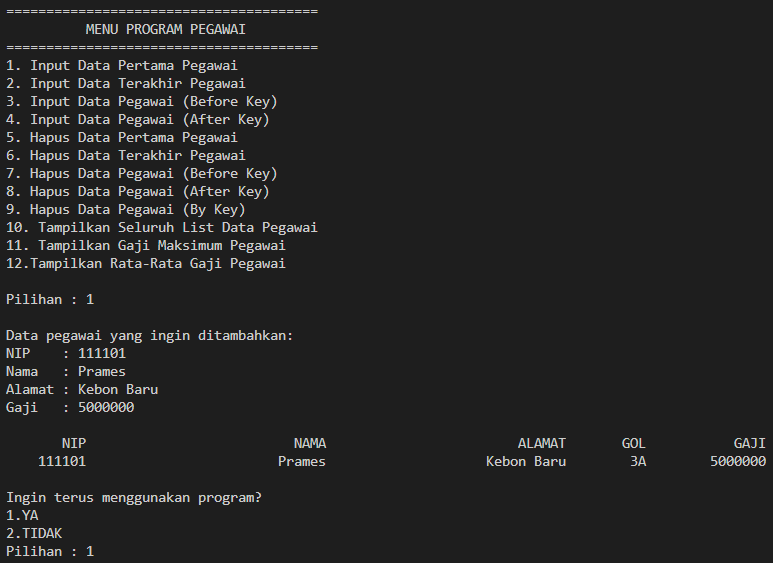 =======================================
MENU PROGRAM PEGAWAI
=======================================
1. Input Data Pertama Pegawai
2. Input Data Terakhir Pegawai
3. Input Data Pegawai (Before Key)
4. Input Data Pegawai (After Key)
5. Hapus Data Pertama Pegawai
6. Hapus Data Terakhir Pegawai
7. Hapus Data Pegawai (Before Key)
8. Hapus Data Pegawai (After Key)
9. Hapus Data Pegawai (By Key)
10. Tampilkan Seluruh List Data Pegawai
11. Tampilkan Gaji Maksimum Pegawai
12.Tampilkan Rata-Rata Gaji Pegawai
Pilihan : 1
Data pegawai yang ingin ditambahkan:
NIP    : 111101
Nama   : Prames
Alamat : Kebon Baru
Gaji   : 5000000
NIP NAMA ALAMAT GOL GAJI
111101 Prames Kebon Baru 3A 5000000
Ingin terus menggunakan program?
1.YA
2.TIDAK
Pilihan : 1